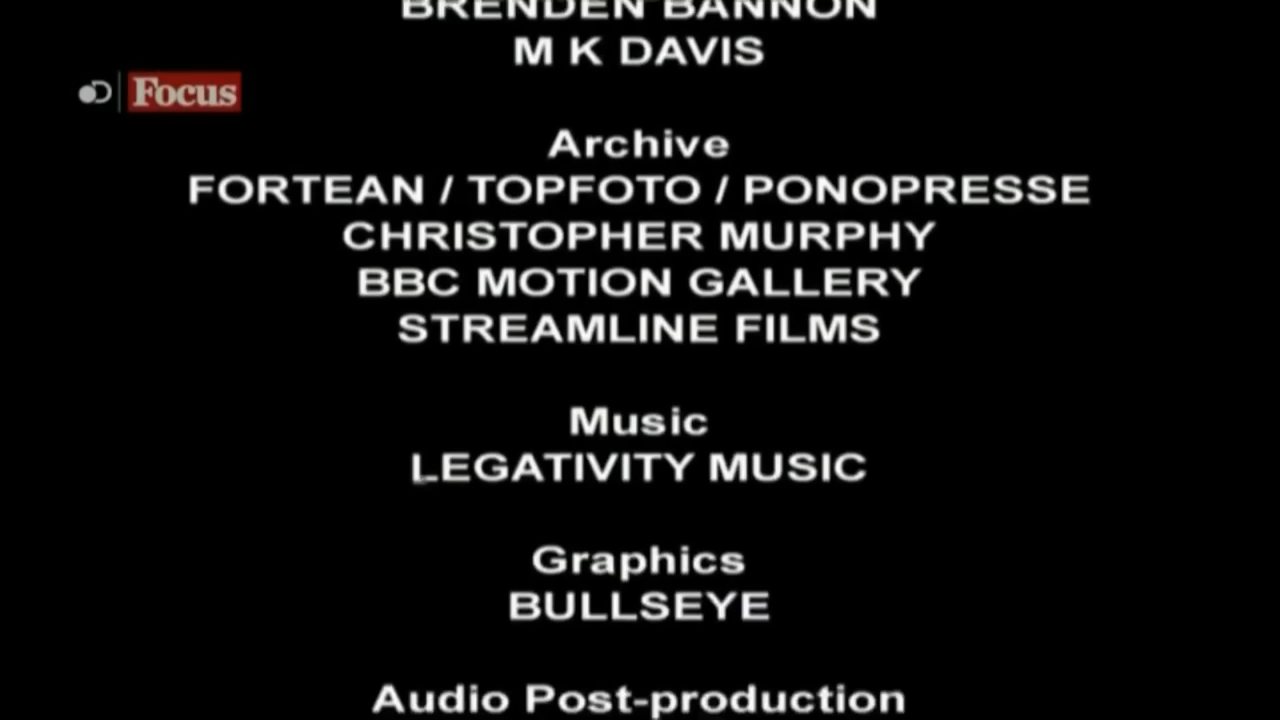 BRENDEN BANNON
M K DAVIS
Focus
Archive
FORTEAN / TOPFOTO / PONOPRESSE
CHRISTOPHER MURPHY
BBC MOTION GALLERY
STREAMLINE FILMS
Music
LEGATIVITY MUSIC
Graphics
BULLSEYE
Audio Post-production